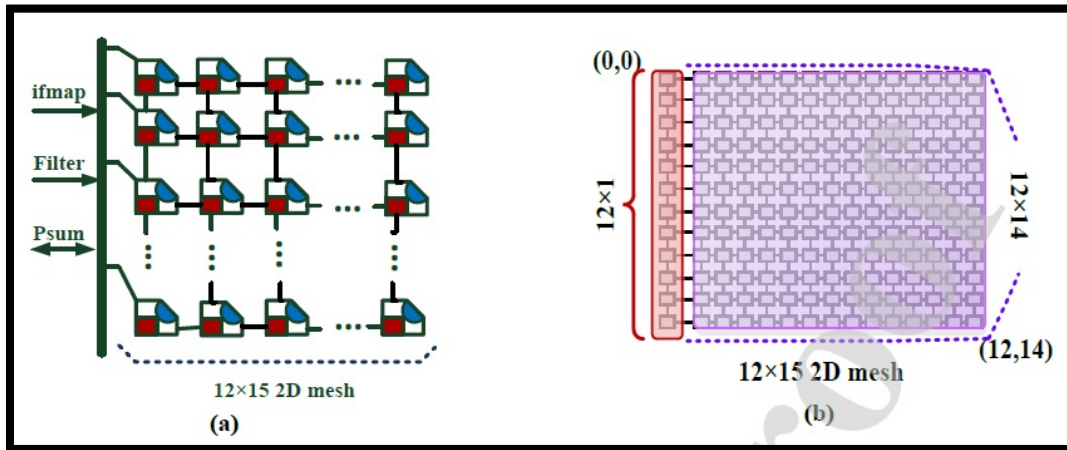 ifmap
Filter
Psum
12×15 2D mesh
(a)
(0,0)
12×1
12×14
(12,14)
12×15 2D mesh
(b)